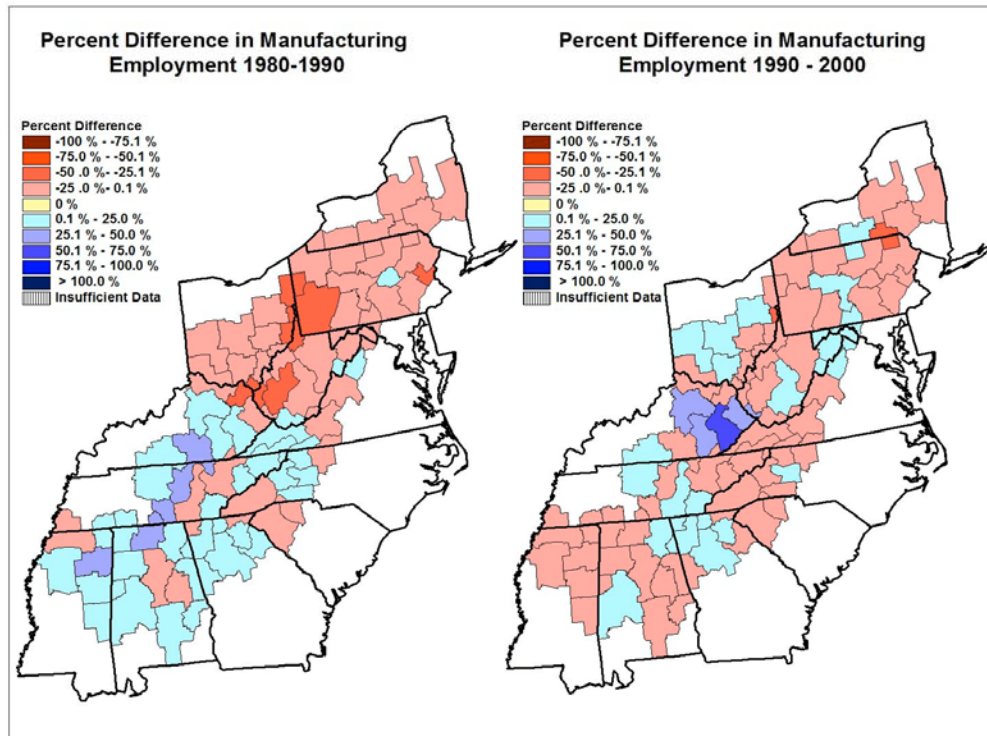 Percent Difference in Manufacturing
Employment 1980-1990
Percent Difference
-100 % - -75.1 %
-75.0 % - -50.1 %
-50 .0 % - -25.1 %
-25 .0 %- 0.1 %
0 %
0.1 % - 25.0 %
25.1 % - 50.0 %
50.1 % - 75.0 %
75.1 % - 100.0 %
> 100.0 %
Insufficient Data
Percent Difference in Manufacturing
Employment 1990 - 2000
Percent Difference
-100 % - -75.1 %
-75.0 % - -50.1 %
-50 .0 % - -25.1 %
-25 .0 %- 0.1 %
0 %
0.1 % - 25.0 %
25.1 % - 50.0 %
50.1 % - 75.0 %
75.1 % - 100.0 %
> 100.0 %
Insufficient Data